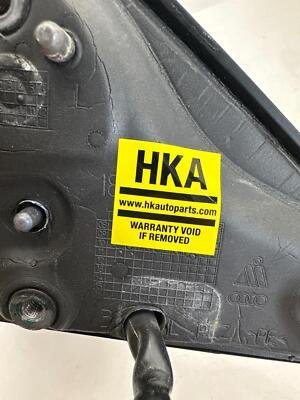 HKA
www.hkautoparts.com
WARRANTY VOID
IF REMOVED